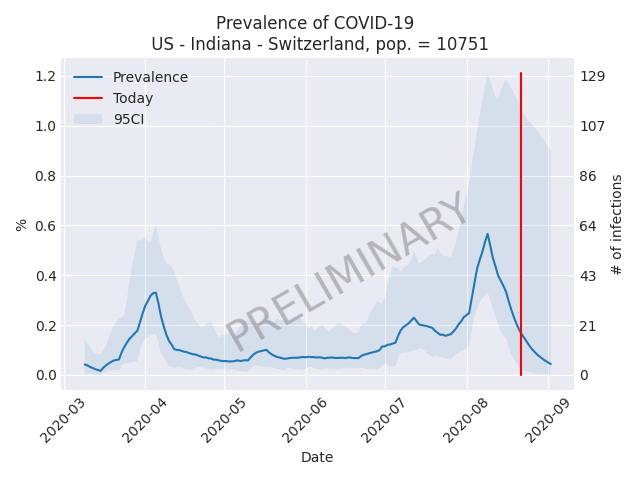 Prevalence of COVID-19
US - Indiana - Switzerland, pop. = 10751
Prevalence
Today
95CI
PRELIMINARY
1.2
1.0
0.8
0.6
0.4
0.2
0.0
%
129
107
86
64
43
21
0
# of infections
2020-03
2020-04
2020-05
2020-06
2020-07
2020-08
2020-09
Date